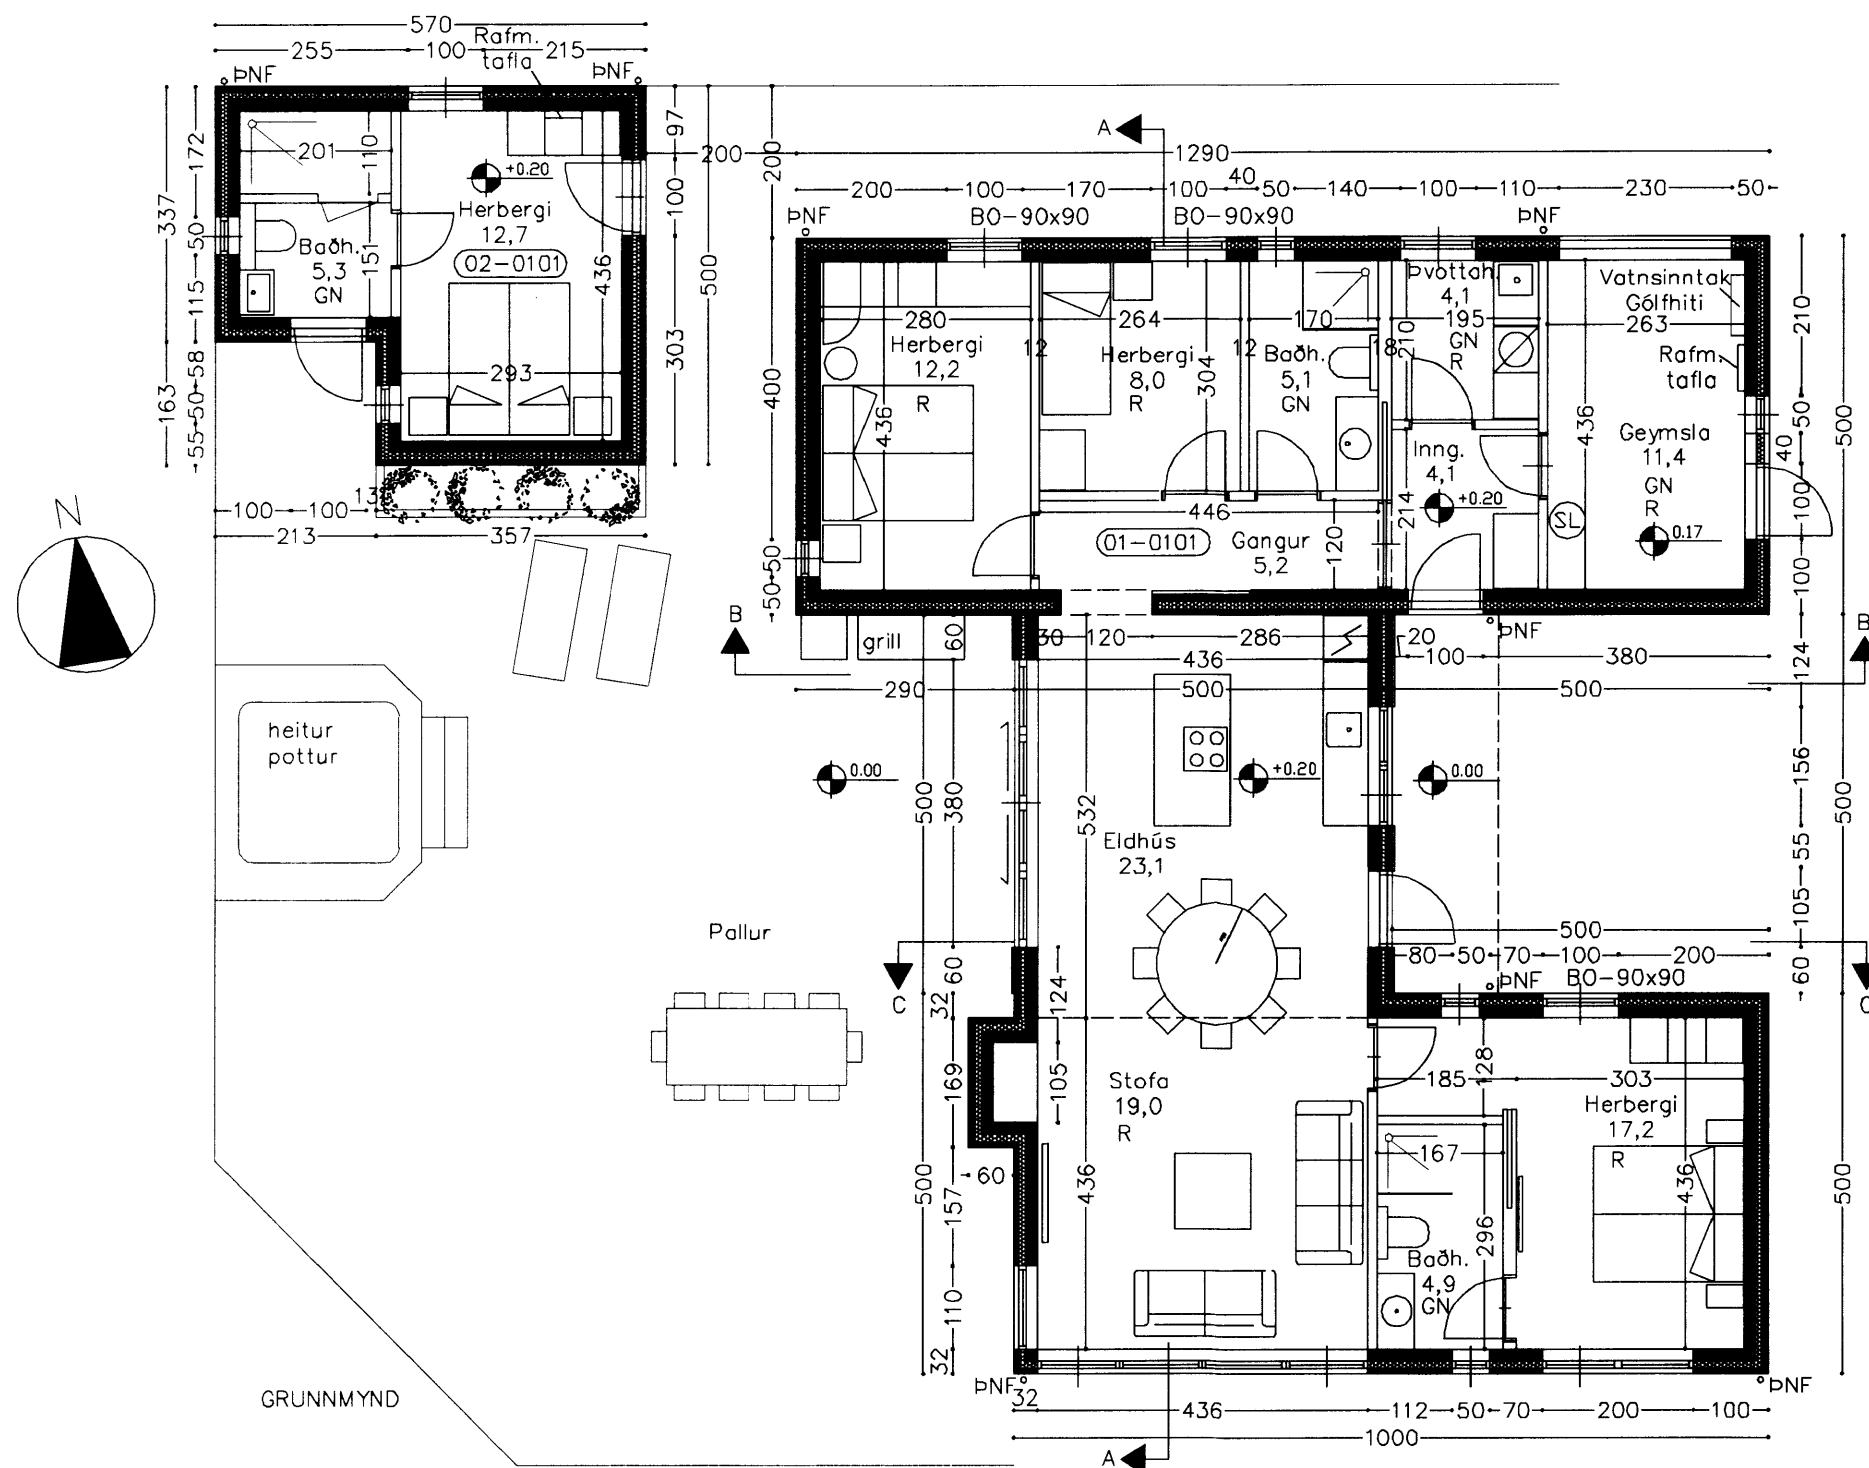 570
255 100 215
Rafm.
tafla
ÞNF
ÞNF
337
163
172
50
115
58
50
55
201
110
151
+0.20
Herbergi
12,7
02-0101
Baðh.
5,3
GN
436
293
97
100
303
500
200
13
100 100
213 357
N
A
200
1290
200 100 170 100 40 50 140 100 110 230 50
ÞNF BO-90x90 BO-90x90 ÞNF
400
50
50
280 12 264 12 170 18 195 263
Herbergi
12,2
R
436
Herbergi
8,0
R
304
Baðh.
5,1
GN
Þvottah.
4,1
GN
R
210
Vatnsinntak
Gólfhiti
Rafm.
tafla
436
Geymsla
11,4
GN
R
0.17
SL
Inng.
4,1
+0.20
214
446
01-0101
Gangur
5,2
120
210
50
40
100
100
500
B
grill
60
30 120 286
436
20
ÞNF
100 380
B
124
290 500 500
heitur
pottur
0.00
500
380
532
+0.20
0.00
156
55
105
60
500
Eldhús
23,1
Pallur
C
60
500
80 50 70 100 200
ÞNF BO-90x90
C
32
124
169
105
Stofa
19,0
R
185 128 303
Herbergi
17,2
R
167
436
60
500
157
436
296
Baðh.
4,9
GN
110
32
500
GRUNNMYND
ÞNF
ÞNF
32 436 112 50 70 200 100
1000
A